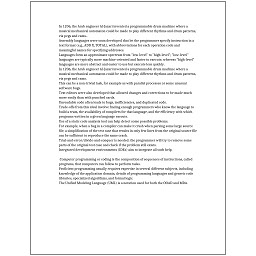 In 1206, the Arab engineer Al-Jazari invented a programmable drum machine where a
musical mechanical automaton could be made to play different rhythms and drum patterns,
via pegs and cams.
Assembly languages were soon developed that let the programmer specify instruction in a
text format (e.g., ADD X, TOTAL), with abbreviations for each operation code and
meaningful names for specifying addresses.
Languages form an approximate spectrum from "low-level" to "high-level"; "low-level"
languages are typically more machine-oriented and faster to execute, whereas "high-level"
languages are more abstract and easier to use but execute less quickly.
In 1206, the Arab engineer Al-Jazari invented a programmable drum machine where a
musical mechanical automaton could be made to play different rhythms and drum patterns,
via pegs and cams.
This can be a non-trivial task, for example as with parallel processes or some unusual
software bugs.
Text editors were also developed that allowed changes and corrections to be made much
more easily than with punched cards.
Unreadable code often leads to bugs, inefficiencies, and duplicated code.
Trade-offs from this ideal involve finding enough programmers who know the language to
build a team, the availability of compilers for that language, and the efficiency with which
programs written in a given language execute.
Use of a static code analysis tool can help detect some possible problems.
For example, when a bug in a compiler can make it crash when parsing some large source
file, a simplification of the test case that results in only few lines from the original source file
can be sufficient to reproduce the same crash.
Trial-and-error/divide-and-conquer is needed: the programmer will try to remove some
parts of the original test case and check if the problem still exists.
Integrated development environments (IDEs) aim to integrate all such help.
Computer programming or coding is the composition of sequences of instructions, called
programs, that computers can follow to perform tasks.
Proficient programming usually requires expertise in several different subjects, including
knowledge of the application domain, details of programming languages and generic code
libraries, specialized algorithms, and formal logic.
The Unified Modeling Language (UML) is a notation used for both the OOAD and MDA.